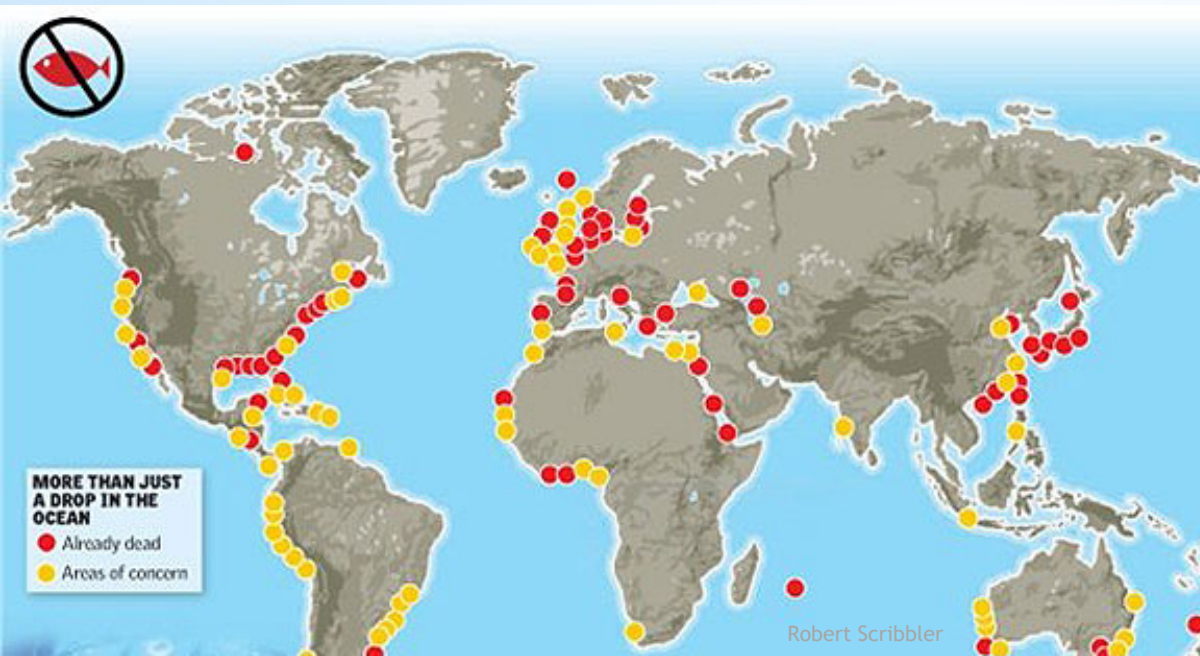 MORE THAN JUST
A DROP IN THE
OCEAN
Already dead
Areas of concern
Robert Scribbler